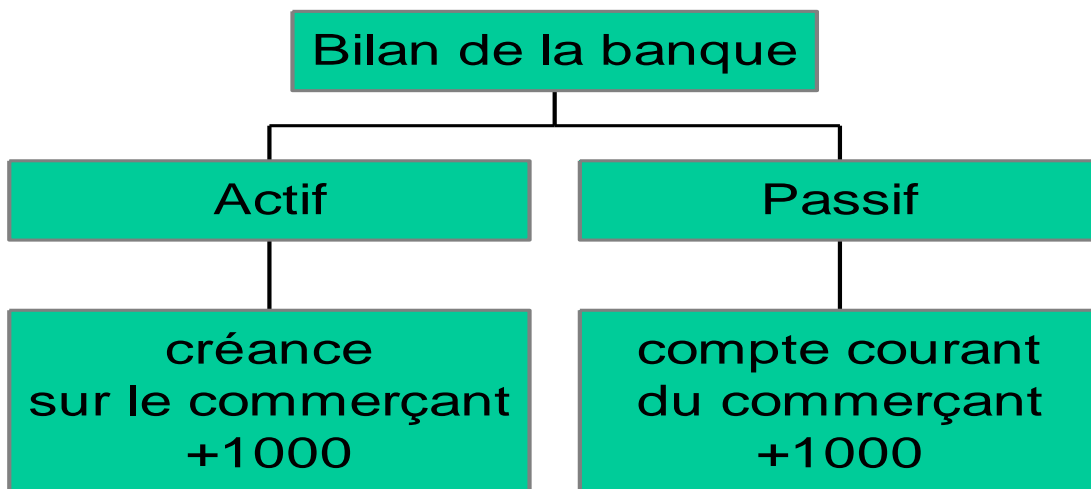 Bilan de la banque
Actif
Passif
créance
sur le commerçant
+1000
compte courant
du commerçant
+1000